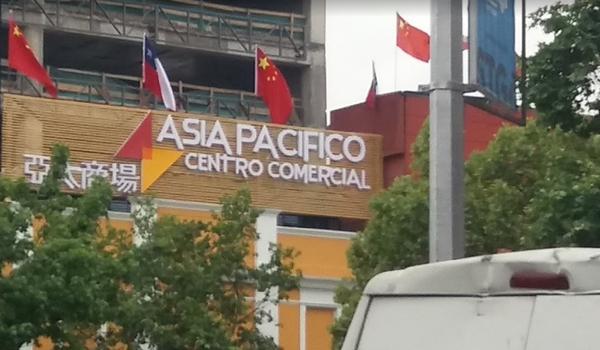 亞太商場
ASIA PACIFICO
CENTRO COMERCIAL